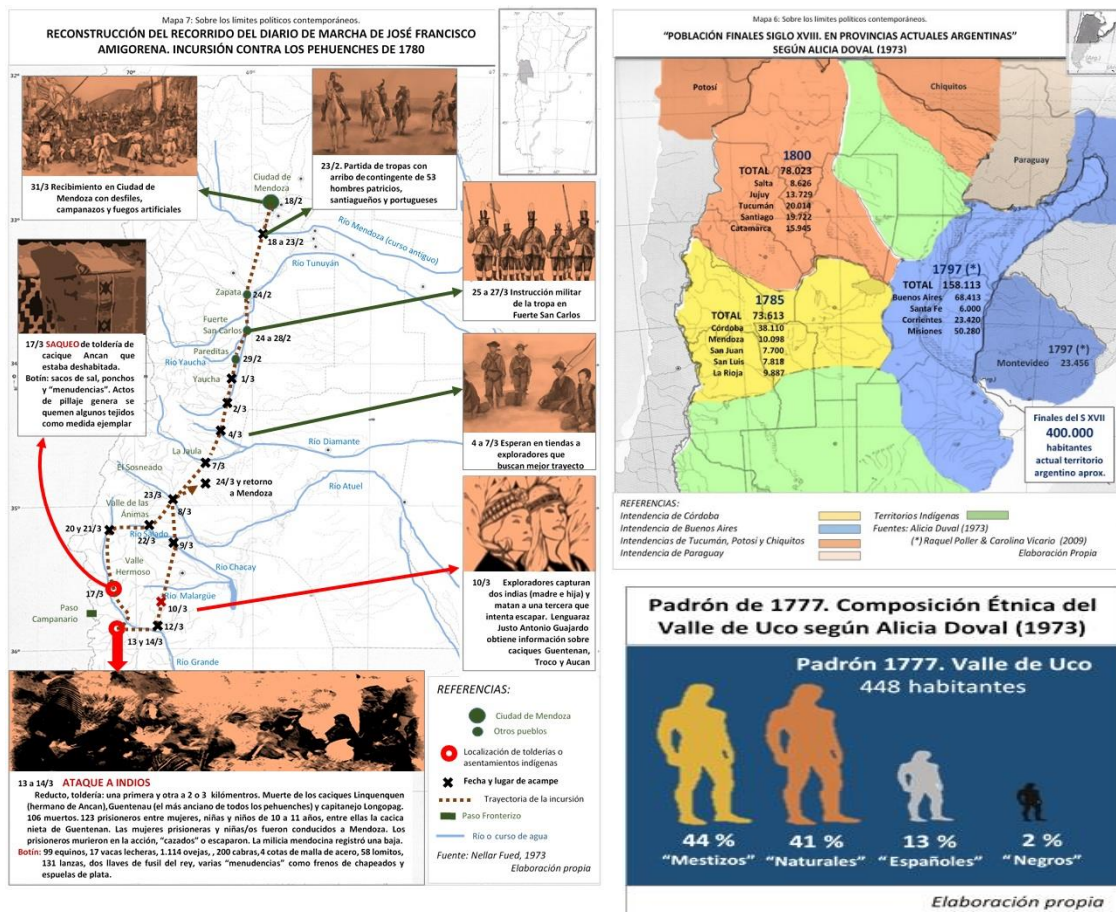 Mapa 7: Sobre los límites políticos contemporáneos.
RECONSTRUCCIÓN DEL RECORRIDO DEL DIARIO DE MARCHA DE JOSÉ FRANCISCO
AMIGORENA. INCURSIÓN CONTRA LOS PEHUENCHES DE 1780
32°
70
69
31/3 Recibimiento en Ciudad de
Mendoza con desfiles,
campanazos y fuegos artificiales
23/2. Partida de tropas con
arribo de contingente de 53
hombres patricios,
santiagueños y portugueses
Ciudad de
Mendoza
18/2
33°
18 a 23/2
Río Mendoza (curso antiguo)
Río Tunuyán
Zapata
24/2
25 a 27/3 Instrucción militar
de la tropa en
Fuerte San Carlos
Fuerte
San Carlos
24 a 28/2
17/3 SAQUEO de toldería de
cacique Ancan que
estaba deshabitada.
Botín: sacos de sal, ponchos
y "menudencias". Actos
de pillaje genera se
quemen algunos tejidos
como medida ejemplar
Pareditas
29/2
Río Yaucha
Yaucha
1/3
2/3
4/3
4 a 7/3 Esperan en tiendas a
exploradores que
buscan mejor trayecto
La Jaula
7/3
Río Diamante
El Sosneado
24/3 y retorno
a Mendoza
Río Atuel
23/3
8/3
35°
Valle de las
Ánimas
20 y 21/3
Río Salado
22/3
9/3
Valle
Hermoso
Río Chacay
17/3
Río Malargüe
10/3
Paso
Campanario
12/3
13 y 14/3
Río Grande
10/3 Exploradores capturan
dos indias (madre e hija) y
matan a una tercera que
intenta escapar. Lenguaraz
Justo Antonio Guajardo
obtiene información sobre
caciques Guentenan,
Troco y Aucan
13 a 14/3 ATAQUE A INDIOS
Reducto, toldería: una primera y otra a 2 o 3 kilómentros. Muerte de los caciques Linquenquen
(hermano de Ancan),Guentenau (el más anciano de todos los pehuenches) y capitanejo Longopag.
106 muertos. 123 prisioneros entre mujeres, niñas y niños de 10 a 11 años, entre ellas la cacica
nieta de Guentenan. Las mujeres prisioneras y niñas/os fueron conducidos a Mendoza. Los
prisioneros murieron en la acción, "cazados" o escaparon. La milicia mendocina registró una baja.
Botín: 99 equinos, 17 vacas lecheras, 1.114 ovejas, , 200 cabras,4 cotas de malla de acero, 58 lomitos,
131 lanzas, dos llaves de fusil del rey, varias "menudencias" como frenos de chapeados y
espuelas de plata.
REFERENCIAS:
Ciudad de Mendoza
Otros pueblos
Localización de tolderías o
asentamientos indígenas
Fecha y lugar de acampe
Trayectoria de la incursión
Paso Fronterizo
Río o curso de agua
Fuente: Nellar Fued, 1973
Elaboración propia
Mapa 6: Sobre los límites políticos contemporáneos.
"POBLACIÓN FINALES SIGLO XVIII. EN PROVINCIAS ACTUALES ARGENTINAS"
SEGÚN ALICIA DOVAL (1973)
Potosí
Chiquitos
Paraguay
1800
TOTAL 78.023
Salta 8.626
Jujuy 13.729
Tucumán 20.014
Santiago 19.722
Catamarca 15.945
1797 (*)
TOTAL 158.113
Buenos Aires 68.413
Santa Fe 6.000
Corrientes 23.420
Misiones 50.280
1785
TOTAL 73.613
Córdoba 38.110
Mendoza 10.098
San Juan 7.700
San Luis 7.818
La Rioja 9.887
1797 (*)
Montevideo 23.456
Finales del S XVII
400.000
habitantes
actual territorio
argentino aprox.
REFERENCIAS:
Intendencia de Córdoba
Intendencia de Buenos Aires
Intendencias de Tucumán, Potosi y Chiquitos
Intendencia de Paraguay
Territorios Indígenas
Fuentes: Alicia Duval (1973)
(*) Raquel Poller & Carolina Vicario (2009)
Elaboración Propia
Padrón de 1777. Composición Étnica del
Valle de Uco según Alicia Doval (1973)
Padrón 1777. Valle de Uco
448 habitantes
44 % 41 % 13 % 2 %
"Mestizos" "Naturales" "Españoles" "Negros"
Elaboración propia